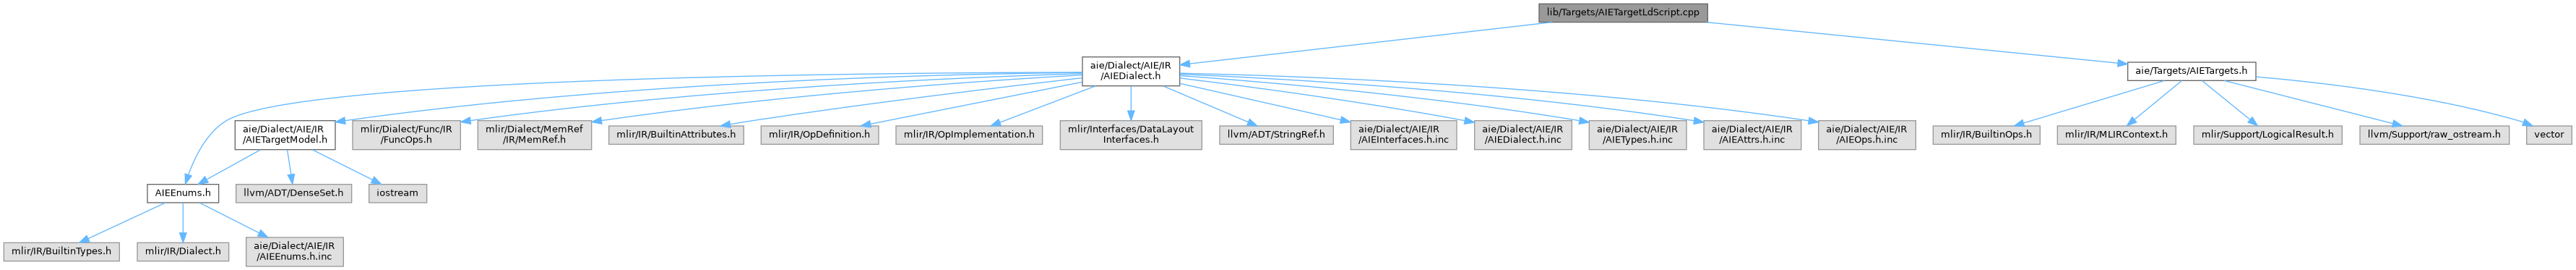 lib/Targets/AIETargetLdScript.cpp
aie/Dialect/AIE/IR
/AIEDialect.h
aie/Targets/AIETargets.h
aie/Dialect/AIE/IR
/AIETargetModel.h
mlir/Dialect/Func/IR
/FuncOps.h
mlir/Dialect/MemRef
/IR/MemRef.h
mlir/IR/BuiltinAttributes.h
mlir/IR/OpDefinition.h
mlir/IR/OpImplementation.h
mlir/Interfaces/DataLayout
Interfaces.h
llvm/ADT/StringRef.h
aie/Dialect/AIE/IR
/AIEInterfaces.h.inc
aie/Dialect/AIE/IR
/AIEDialect.h.inc
aie/Dialect/AIE/IR
/AIETypes.h.inc
aie/Dialect/AIE/IR
/AIEAttrs.h.inc
aie/Dialect/AIE/IR
/AIEOps.h.inc
mlir/IR/BuiltinOps.h
mlir/IR/MLIRContext.h
mlir/Support/LogicalResult.h
llvm/Support/raw_ostream.h
vector
AIEEnums.h
llvm/ADT/DenseSet.h
iostream
mlir/IR/BuiltinTypes.h
mlir/IR/Dialect.h
aie/Dialect/AIE/IR
/AIEEnums.h.inc